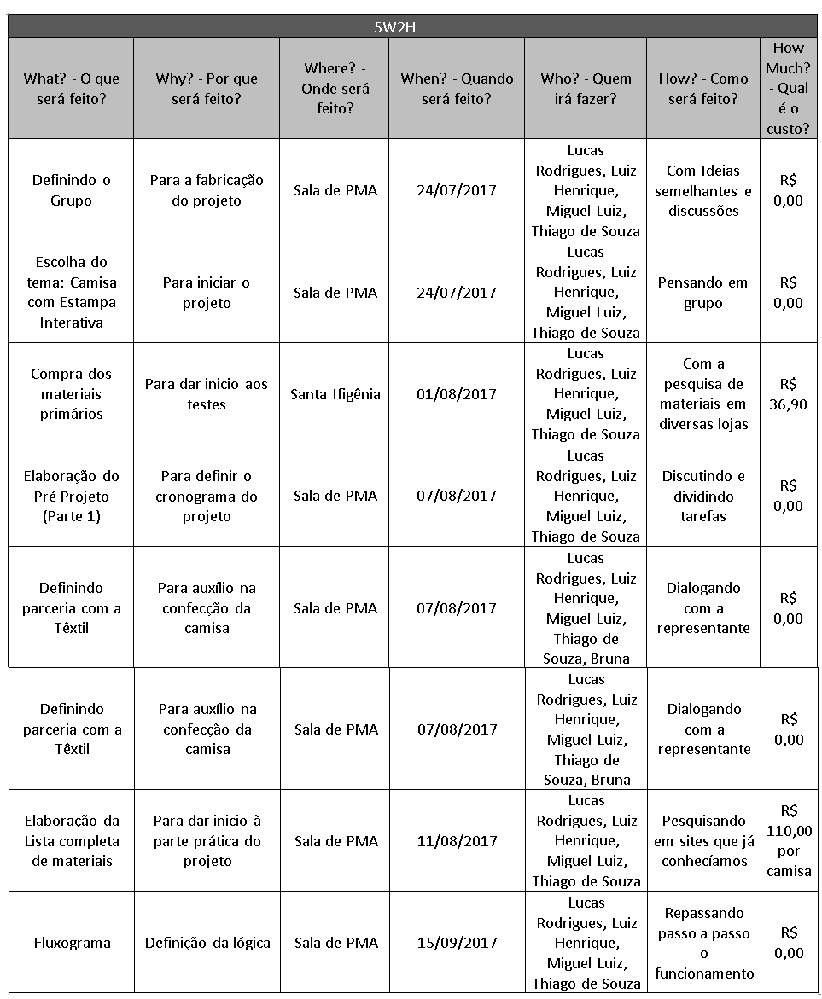 5W2H
What? - O que
será feito?
Why? - Por que
será feito?
Where? -
Onde será
feito?
When? - Quando
será feito?
Who? - Quem
irá fazer?
How? - Como
será feito?
How
Much?
- Qual
é o
custo?
Definindo o
Grupo
Para a fabricação
do projeto
Sala de PMA
24/07/2017
Lucas
Rodrigues, Luiz
Henrique,
Miguel Luiz,
Thiago de Souza
Com Ideias
semelhantes e
discussões
R$
0,00
Escolha do
tema: Camisa
com Estampa
Interativa
Para iniciar o
projeto
Sala de PMA
24/07/2017
Lucas
Rodrigues, Luiz
Henrique,
Miguel Luiz,
Thiago de Souza
Pensando em
grupo
R$
0,00
Compra dos
materiais
primários
Para dar inicio aos
testes
Santa Ifigênia
01/08/2017
Lucas
Rodrigues, Luiz
Henrique,
Miguel Luiz,
Thiago de Souza
Com a
pesquisa de
materiais em
diversas lojas
R$
36,90
Elaboração do
Pré Projeto
(Parte 1)
Para definir o
cronograma do
projeto
Sala de PMA
07/08/2017
Lucas
Rodrigues, Luiz
Henrique,
Miguel Luiz,
Thiago de Souza
Discutindo e
dividindo
tarefas
R$
0,00
Definindo
parceria com a
Têxtil
Para auxílio na
confecção da
camisa
Sala de PMA
07/08/2017
Lucas
Rodrigues, Luiz
Henrique,
Miguel Luiz,
Thiago de
Souza, Bruna
Dialogando
com a
representante
R$
0,00
Definindo
parceria com a
Têxtil
Para auxílio na
confecção da
camisa
Sala de PMA
07/08/2017
Lucas
Rodrigues, Luiz
Henrique,
Miguel Luiz,
Thiago de
Souza, Bruna
Dialogando
com a
representante
R$
0,00
Elaboração da
Lista completa
de materiais
Para dar inicio à
parte prática do
projeto
Sala de PMA
11/08/2017
Lucas
Rodrigues, Luiz
Henrique,
Miguel Luiz,
Thiago de Souza
Pesquisando
em sites que já
conhecíamos
R$
110,00
por
camisa
Fluxograma
Definição da lógica
Sala de PMA
15/09/2017
Lucas
Rodrigues, Luiz
Henrique,
Miguel Luiz,
Thiago de Souza
Repassando
passo a passo
o
funcionamento
R$
0,00